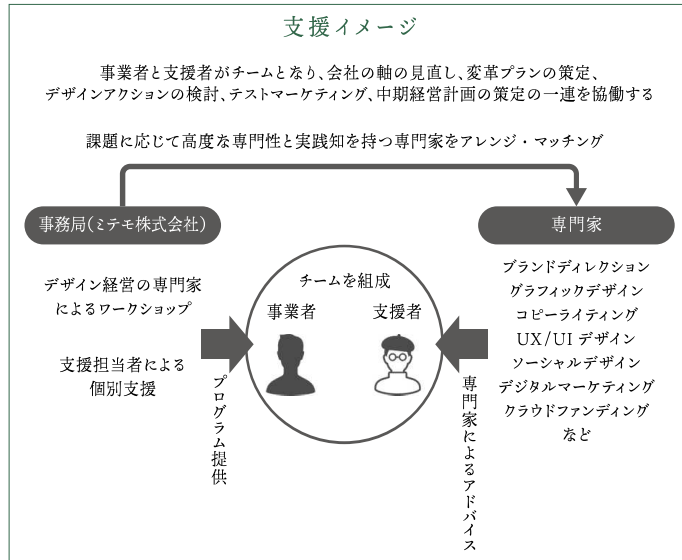 支援イメージ
事業者と支援者がチームとなり、会社の軸の見直し、変革プランの策定、
デザインアクションの検討、テストマーケティング、中期経営計画の策定の一連を協働する
課題に応じて高度な専門性と実践知を持つ専門家をアレンジ・マッチング
事務局(ミテモ株式会社)
専門家
デザイン経営の専門家
によるワークショップ
支援担当者による
個別支援
プログラム提供
チームを組成
事業者
支援者
専門家によるアドバイス
ブランドディレクション
グラフィックデザイン
コピーライティング
UX/UI デザイン
ソーシャルデザイン
デジタルマーケティング
クラウドファンディング
など